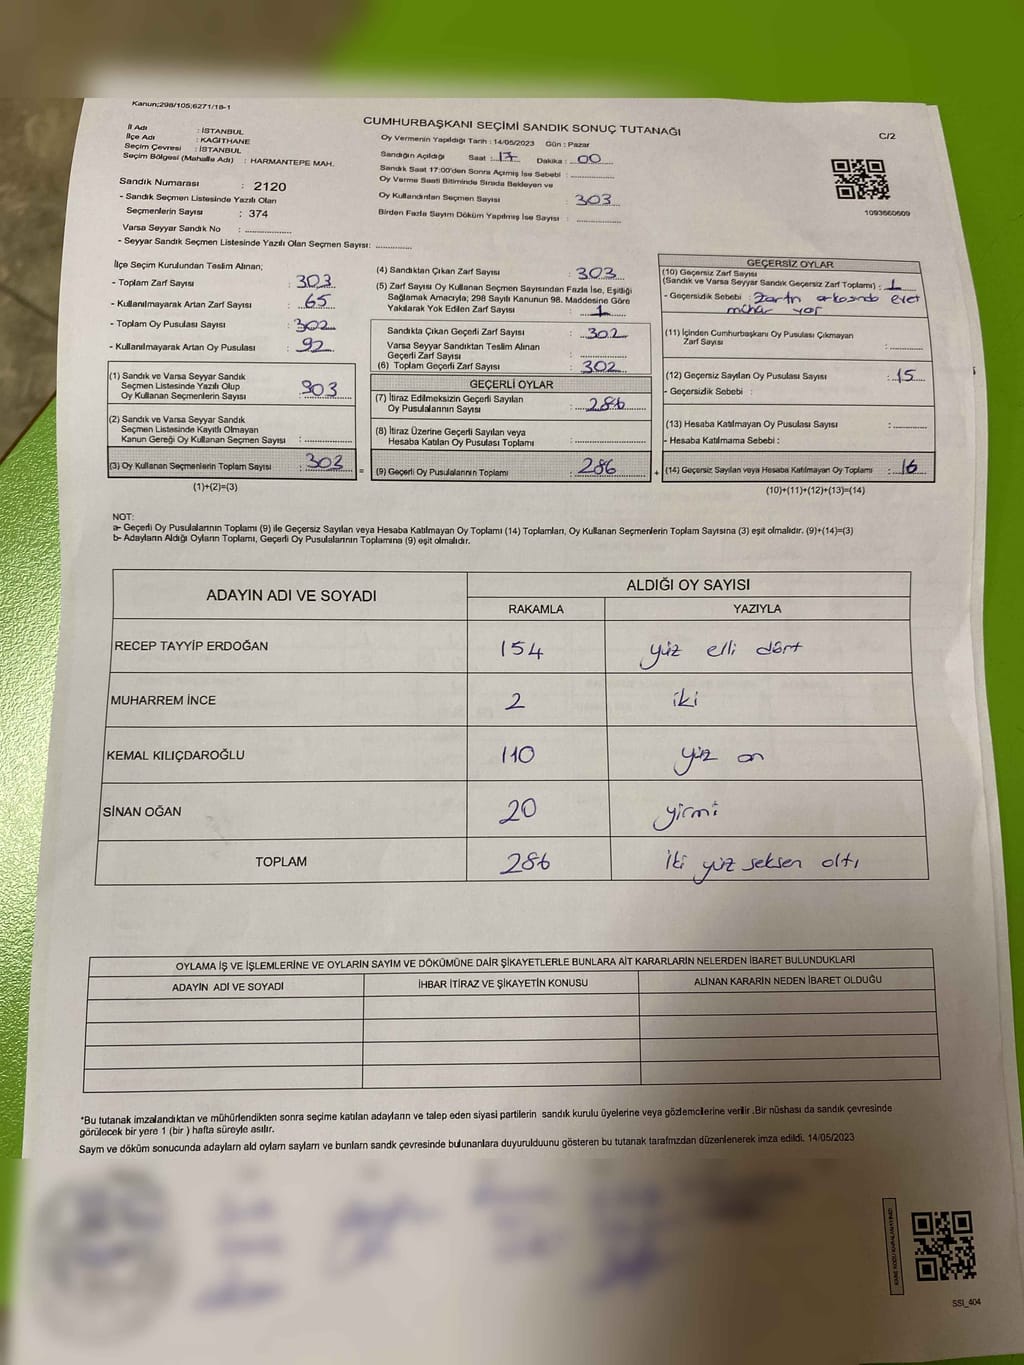 Kanun;298/105;6271/18-1
CUMHURBAŞKANI SEÇİMİ SANDIK SONUÇ TUTANAĞI
C/2
İl Adı : İSTANBUL
İlçe Adı : KAĞITHANE
Seçim Çevresi : İSTANBUL
Seçim Bölgesi (Mahalle Adı) : HARMANTEPE MAH.
Sandık Numarası : 2120
- Sandık Seçmen Listesinde Yazılı Olan
Seçmenlerin Sayısı : 374
Varsa Seyyar Sandık No : ............
- Seyyar Sandık Seçmen Listesinde Yazılı Olan Seçmen Sayısı: ............
Oy Vermenin Yapıldığı Tarih : 14/05/2023 Gün : Pazar
Sandığın Açıldığı Saat : 17 Dakika : 00
Sandık Saat 17:00'den Sonra Açılmış İse Sebebi : ............
Oy Verme Saati Bitiminde Sırada Bekleyen ve
Oy Kullandırılan Seçmen Sayısı : 303
Birden Fazla Sayım Döküm Yapılmış İse Sayısı : ............
1093660609
İlçe Seçim Kurulundan Teslim Alınan;
- Toplam Zarf Sayısı : 303
- Kullanılmayarak Artan Zarf Sayısı : 65
- Toplam Oy Pusulası Sayısı : 302
- Kullanılmayarak Artan Oy Pusulası : 92
(1) Sandık ve Varsa Seyyar Sandık
Seçmen Listesinde Yazılı Olup
Oy Kullanan Seçmenlerin Sayısı : 303
(2) Sandık ve Varsa Seyyar Sandık
Seçmen Listesinde Kayıtlı Olmayan
Kanun Gereği Oy Kullanan Seçmen Sayısı : ............
(3) Oy Kullanan Seçmenlerin Toplam Sayısı : 303
(1)+(2)=(3)
(4) Sandıktan Çıkan Zarf Sayısı : 303
(5) Zarf Sayısı Oy Kullanan Seçmen Sayısından Fazla İse, Eşitliği
Sağlamak Amacıyla; 298 Sayılı Kanunun 98. Maddesine Göre
Yakılarak Yok Edilen Zarf Sayısı : 1
Sandıkta Çıkan Geçerli Zarf Sayısı : 302
Varsa Seyyar Sandıktan Teslim Alınan
Geçerli Zarf Sayısı : ............
(6) Toplam Geçerli Zarf Sayısı : 302
GEÇERLİ OYLAR
(7) İtiraz Edilmeksizin Geçerli Sayılan
Oy Pusulalarının Sayısı : 286
(8) İtiraz Üzerine Geçerli Sayılan veya
Hesaba Katılan Oy Pusulası Toplamı : ............
= (9) Geçerli Oy Pusulalarının Toplamı : 286
GEÇERSİZ OYLAR
(10) Geçersiz Zarf Sayısı
(Sandık ve Varsa Seyyar Sandık Geçersiz Zarf Toplamı) : 1
- Geçersizlik Sebebi : Zarfın arkasında evet
mühür yor
(11) İçinden Cumhurbaşkanı Oy Pusulası Çıkmayan
Zarf Sayısı : ............
(12) Geçersiz Sayılan Oy Pusulası Sayısı : 15
- Geçersizlik Sebebi :
(13) Hesaba Katılmayan Oy Pusulası Sayısı : ............
- Hesaba Katılmama Sebebi :
+ (14) Geçersiz Sayılan veya Hesaba Katılmayan Oy Toplamı : 16
(10)+(11)+(12)+(13)=(14)
NOT:
a- Geçerli Oy Pusulalarının Toplamı (9) ile Geçersiz Sayılan veya Hesaba Katılmayan Oy Toplamı (14) Toplamları, Oy Kullanan Seçmenlerin Toplam Sayısına (3) eşit olmalıdır. (9)+(14)=(3)
b- Adayların Aldığı Oyların Toplamı, Geçerli Oy Pusulalarının Toplamına (9) eşit olmalıdır.
ADAYIN ADI VE SOYADI ALDIĞI OY SAYISI
RAKAMLA YAZIYLA
RECEP TAYYİP ERDOĞAN 154 yüz elli dört
MUHARREM İNCE 2 iki
KEMAL KILIÇDAROĞLU 110 yüz on
SİNAN OĞAN 20 yirmi
TOPLAM 286 iki yüz seksen altı
OYLAMA İŞ VE İŞLEMLERİNE VE OYLARIN SAYIM VE DÖKÜMÜNE DAİR ŞİKAYETLERLE BUNLARA AİT KARARLARIN NELERDEN İBARET BULUNDUKLARI
ADAYIN ADI VE SOYADI İHBAR İTİRAZ VE ŞİKAYETİN KONUSU ALINAN KARARIN NEDEN İBARET OLDUĞU
*Bu tutanak imzalandıktan ve mühürlendikten sonra seçime katılan adayların ve talep eden siyasi partilerin sandık kurulu üyelerine veya gözlemcilerine verilir .Bir nüshası da sandık çevresinde
görülecek bir yere 1 (bir ) hafta süreyle asılır.
Saym ve döküm sonucunda adayları ald oylarn saylarn ve bunlarn sandk çevresinde bulunanlara duyurulduunu gösteren bu tutanak tarafmzdan düzenlenerek imza edildi. 14/05/2023
SSİ_404